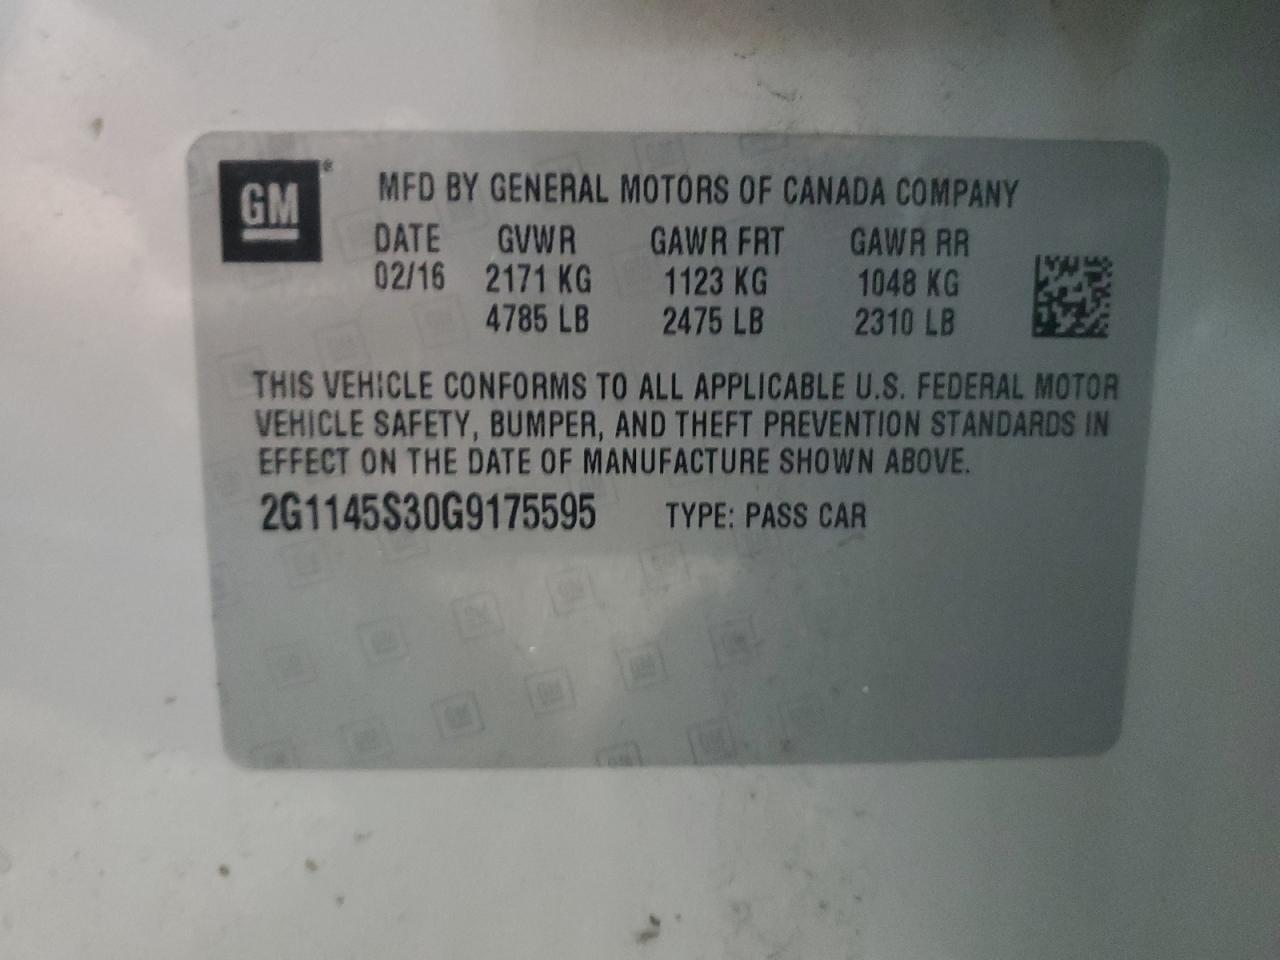 GM®
MFD BY GENERAL MOTORS OF CANADA COMPANY
DATE GVWR GAWR FRT GAWR RR
02/16 2171 KG 1123 KG 1048 KG
4785 LB 2475 LB 2310 LB
THIS VEHICLE CONFORMS TO ALL APPLICABLE U.S. FEDERAL MOTOR
VEHICLE SAFETY, BUMPER, AND THEFT PREVENTION STANDARDS IN
EFFECT ON THE DATE OF MANUFACTURE SHOWN ABOVE.
2G1145S30G9175595 TYPE: PASS CAR